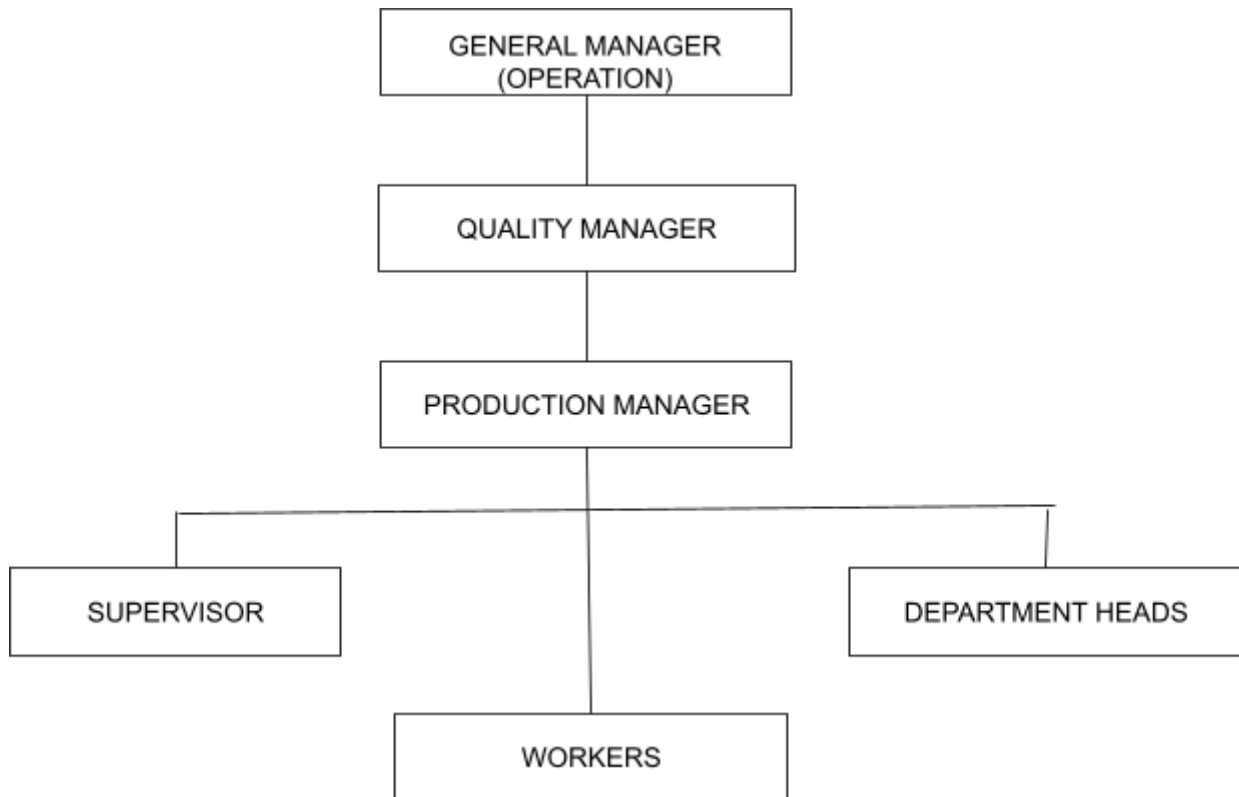 GENERAL MANAGER
(OPERATION)
QUALITY MANAGER
PRODUCTION MANAGER
SUPERVISOR
DEPARTMENT HEADS
WORKERS